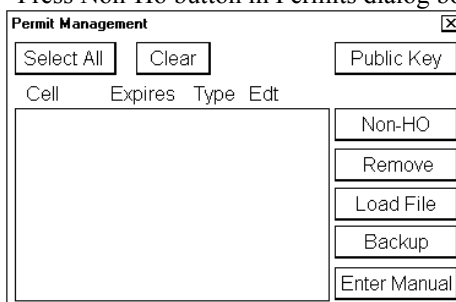 Press Non-Ho button in Permits dialog bo
Permit Management
Select All Clear Public Key
Cell Expires Type Edt
Non-HO
Remove
Load File
Backup
Enter Manual